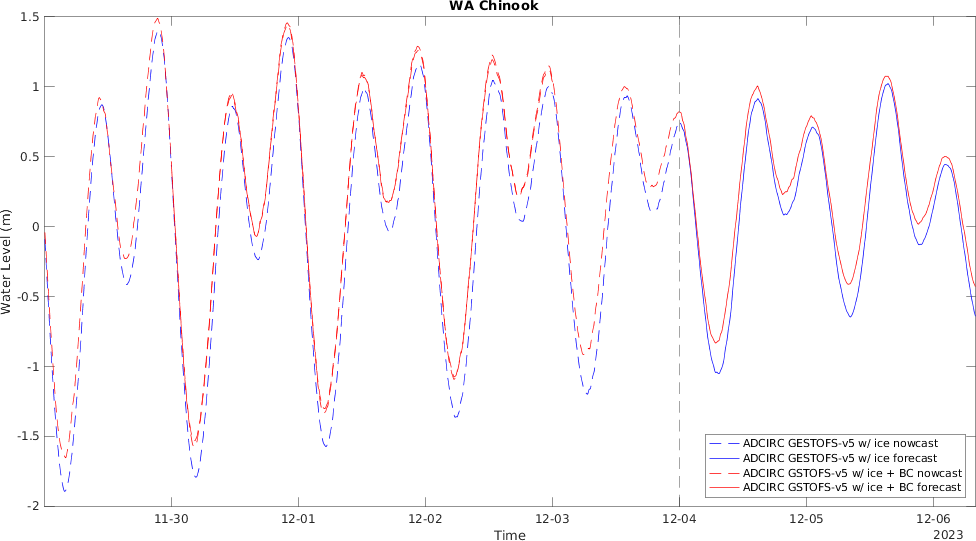 WA Chinook
1.5
1
0.5
0
-0.5
-1
-1.5
-2
Water Level (m)
11-30
12-01
12-02
12-03
12-04
12-05
12-06
Time
2023
ADCIRC GESTOFS-v5 w/ ice nowcast
ADCIRC GESTOFS-v5 w/ ice forecast
ADCIRC GSTOFS-v5 w/ ice + BC nowcast
ADCIRC GSTOFS-v5 w/ ice + BC forecast